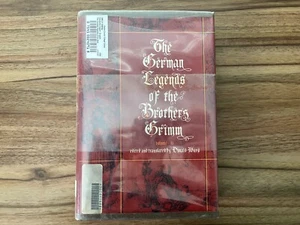 The
German
Legends
of the
Brothers
Grimm
edited and translated by Donald Ward